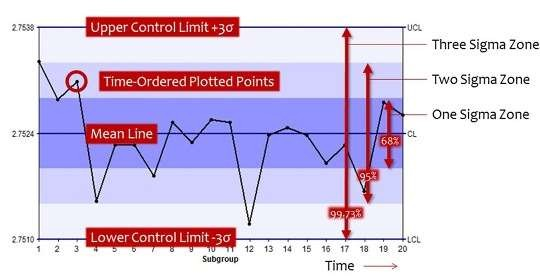 2.7538
Upper Control Limit +3σ
UCL
Three Sigma Zone
Time-Ordered Plotted Points
Two Sigma Zone
One Sigma Zone
2.7524
Mean Line
CL
68%
95%
99.73%
2.7510
Lower Control Limit -3σ
LCL
1 2 3 4 5 6 7 8 9 10 11 12 13 14 15 16 17 18 19 20
Subgroup
Time